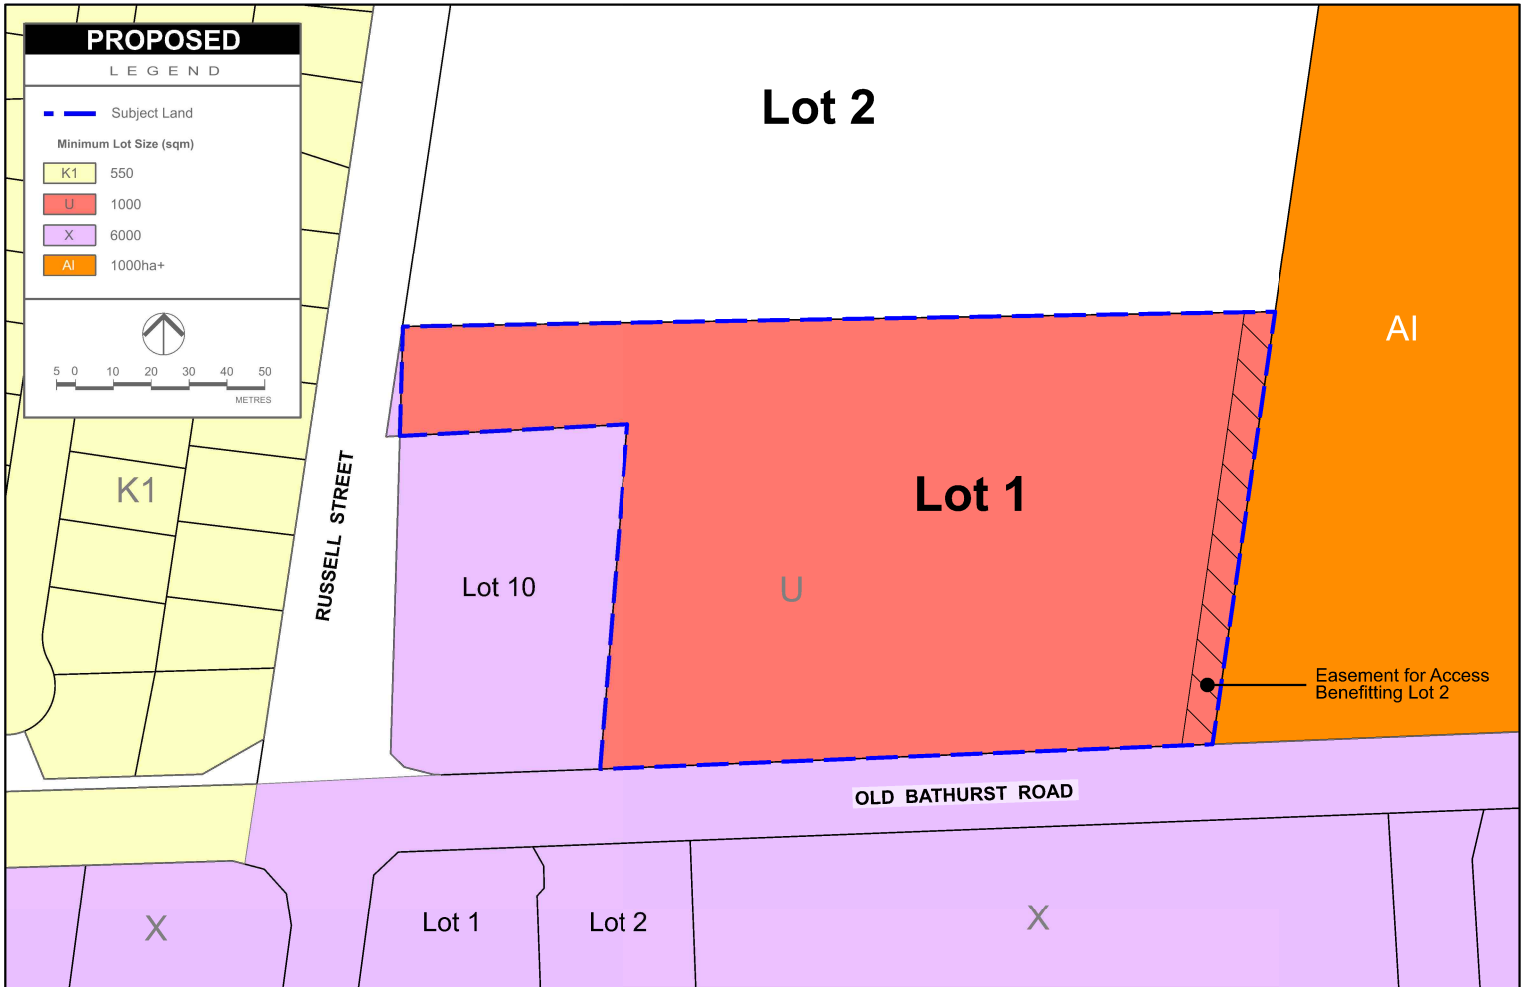 PROPOSED
LEGEND
Subject Land
Minimum Lot Size (sqm)
K1 550
U 1000
X 6000
AI 1000ha+
5 0 10 20 30 40 50
METRES
Lot 2
AI
K1
RUSSELL STREET
Lot 1
Lot 10
U
Easement for Access
Benefitting Lot 2
OLD BATHURST ROAD
X
Lot 1
Lot 2
X